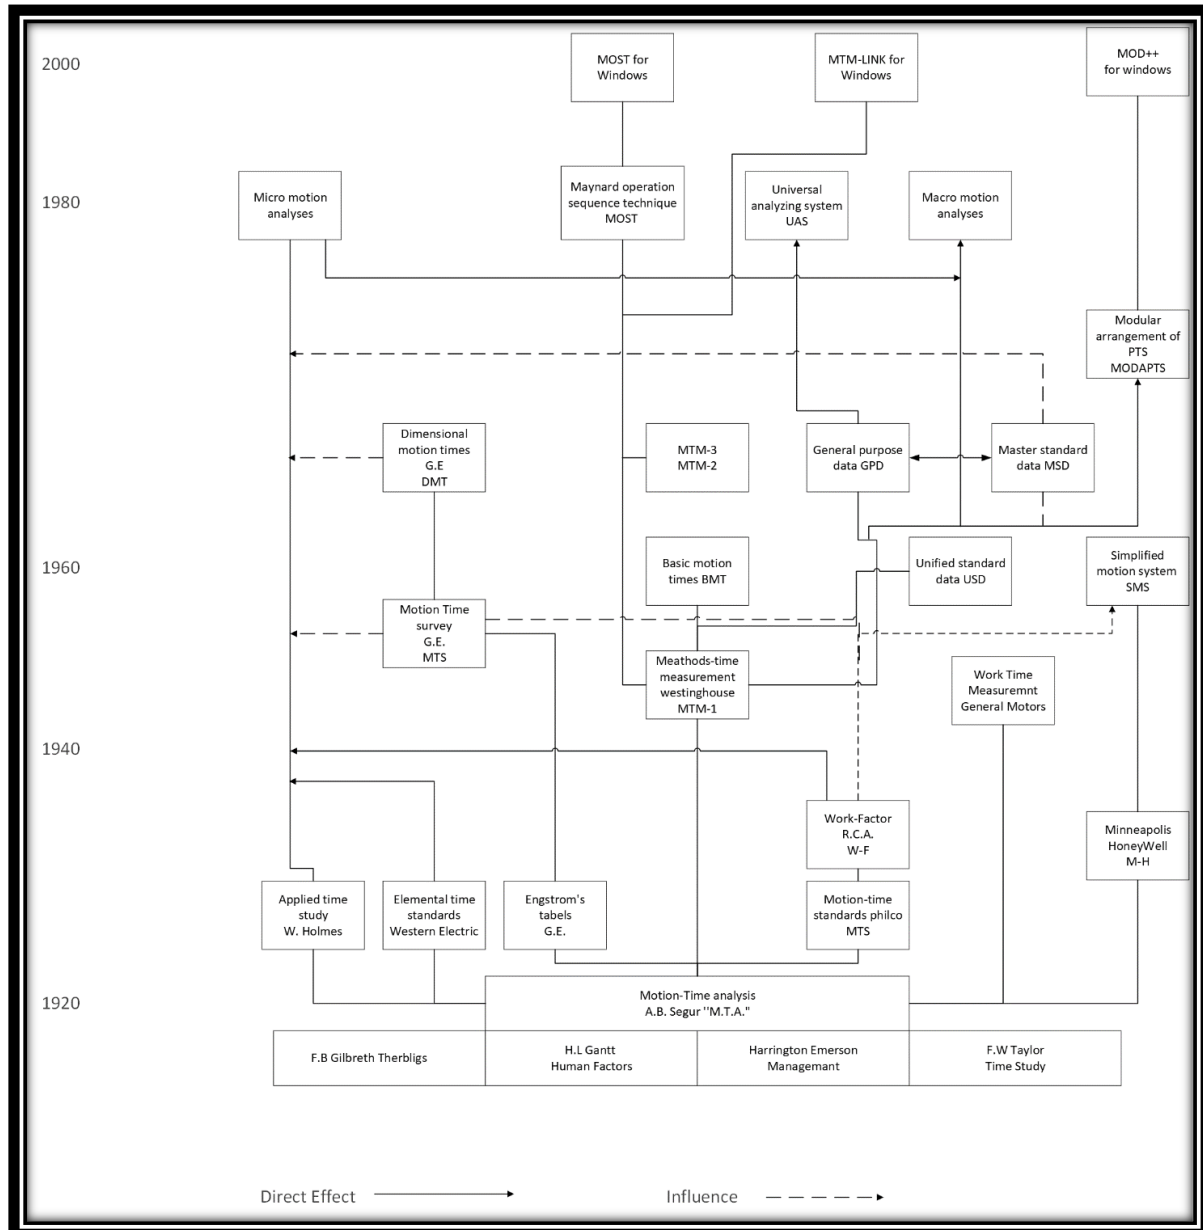 2000
MOST for
Windows
MTM-LINK for
Windows
MOD++
for windows
1980
Micro motion
analyses
Maynard operation
sequence technique
MOST
Universal
analyzing system
UAS
Macro motion
analyses
Modular
arrangement of
PTS
MODAPTS
Dimensional
motion times
G.E
DMT
MTM-3
MTM-2
General purpose
data GPD
Master standard
data MSD
1960
Basic motion
times BMT
Unified standard
data USD
Simplified
motion system
SMS
Motion Time
survey
G.E.
MTS
Meathods-time
measurement
westinghouse
MTM-1
Work Time
Measuremnt
General Motors
1940
Work-Factor
R.C.A.
W-F
Minneapolis
HoneyWell
M-H
Applied time
study
W. Holmes
Elemental time
standards
Western Electric
Engstrom's
tabels
G.E.
Motion-time
standards philco
MTS
1920
Motion-Time analysis
A.B. Segur "M.T.A."
F.B Gilbreth Therbligs
H.L Gantt
Human Factors
Harrington Emerson
Managemant
F.W Taylor
Time Study
Direct Effect
Influence